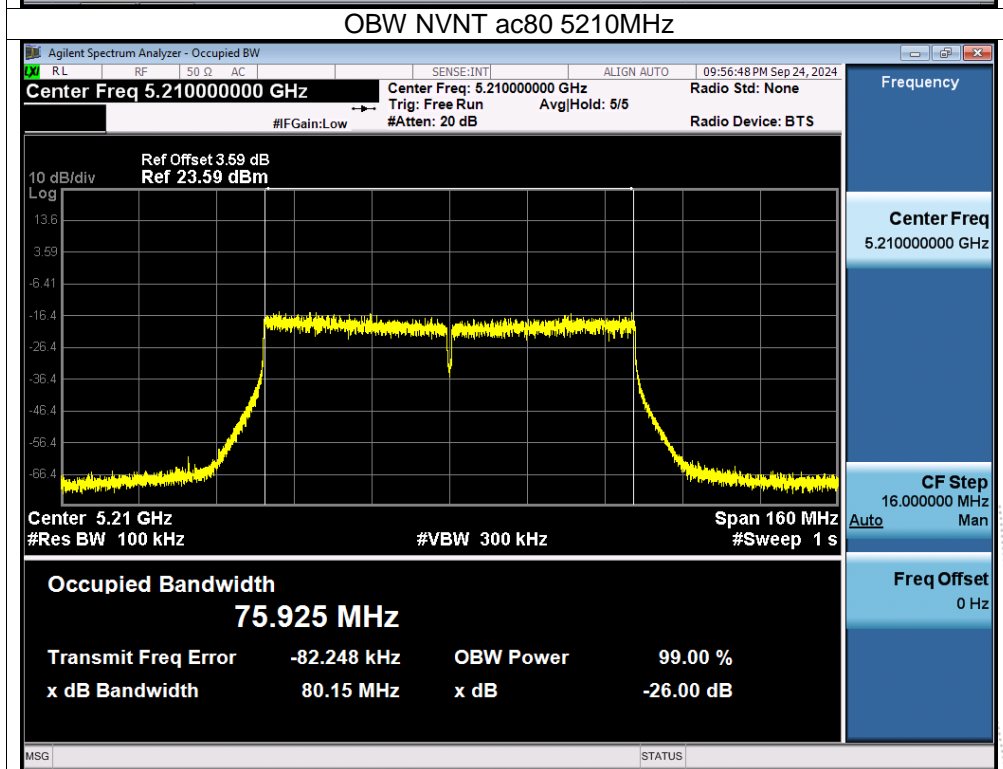 OBW NVNT ac80 5210MHz
Agilent Spectrum Analyzer - Occupied BW
LXI RL RF 50 Ω AC SENSE:INT ALIGN AUTO 09:56:48 PM Sep 24, 2024
Center Freq 5.210000000 GHz
Center Freq: 5.210000000 GHz
Radio Std: None
Trig: Free Run Avg|Hold: 5/5
#IFGain:Low
#Atten: 20 dB
Radio Device: BTS
Frequency
Ref Offset 3.59 dB
10 dB/div Ref 23.59 dBm
Log
13.6
3.59
-6.41
-16.4
-26.4
-36.4
-46.4
-56.4
-66.4
Center Freq
5.210000000 GHz
CF Step
16.000000 MHz
Auto Man
Center 5.21 GHz Span 160 MHz
#Res BW 100 kHz #VBW 300 kHz #Sweep 1 s
Freq Offset
0 Hz
Occupied Bandwidth
75.925 MHz
Transmit Freq Error -82.248 kHz OBW Power 99.00 %
x dB Bandwidth 80.15 MHz x dB -26.00 dB
MSG STATUS